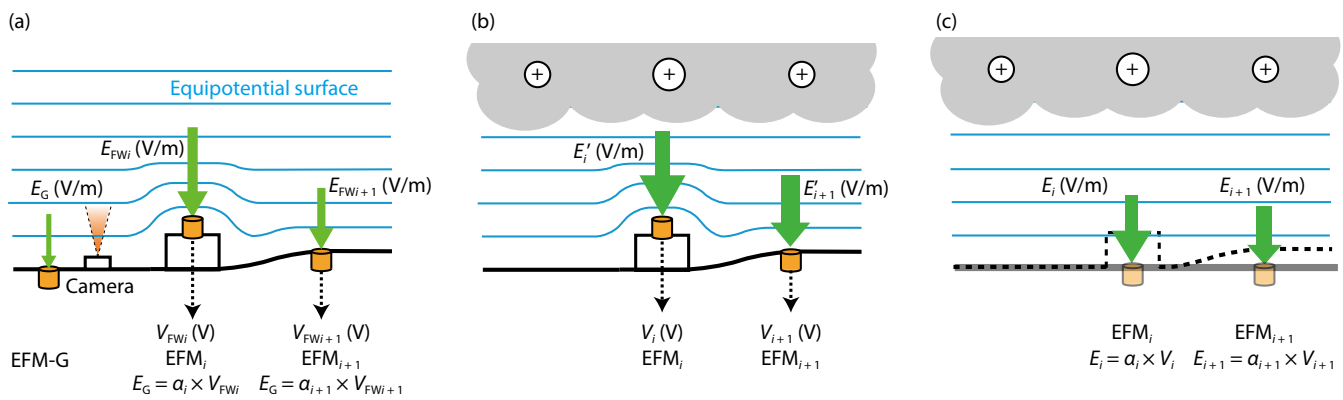 (a)
Equipotential surface
E_FWi (V/m)
E_G (V/m)
E_FWi+1 (V/m)
Camera
V_FWi (V)
V_FWi+1 (V)
EFM-G
EFM_i
EFM_i+1
E_G = a_i × V_FWi
E_G = a_i+1 × V_FWi+1
(b)
+
+
+
E′_i (V/m)
E′_i+1 (V/m)
V_i (V)
V_i+1 (V)
EFM_i
EFM_i+1
(c)
+
+
+
E_i (V/m)
E_i+1 (V/m)
EFM_i
EFM_i+1
E_i = a_i × V_i
E_i+1 = a_i+1 × V_i+1